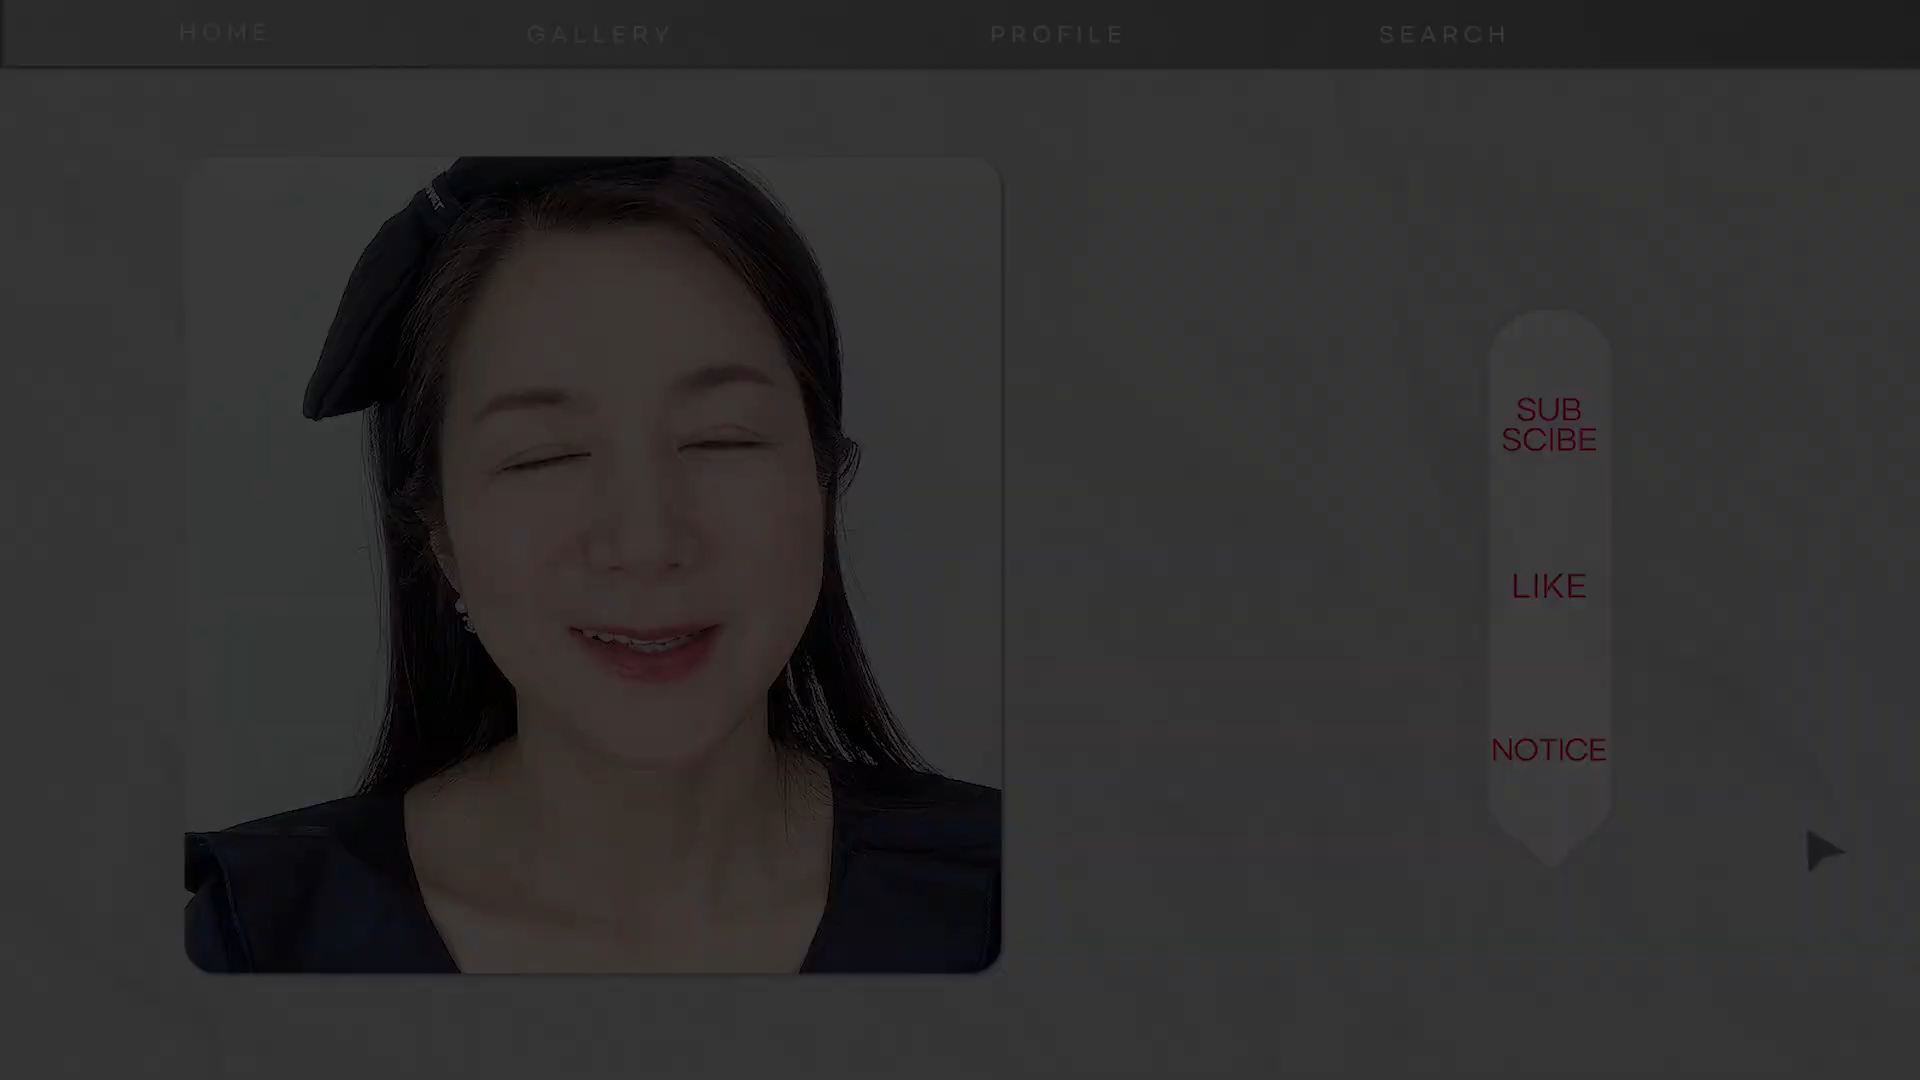 HOME
GALLERY
PROFILE
SEARCH
SUB
SCIBE
LIKE
NOTICE